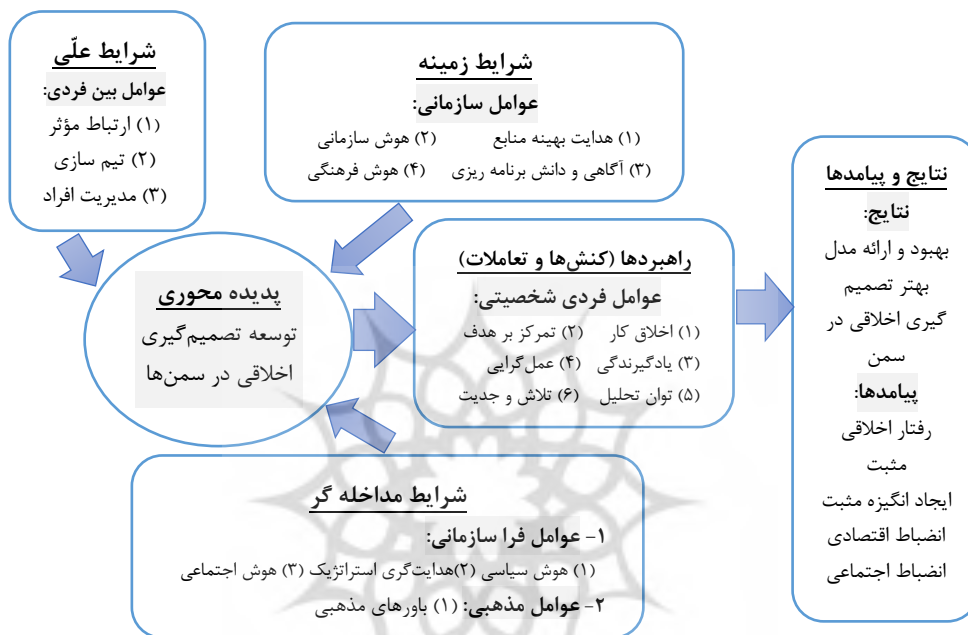 شرایط علّی
عوامل بین فردی:
(۱) ارتباط مؤثر
(۲) تیم سازی
(۳) مدیریت افراد
شرایط زمینه
عوامل سازمانی:
(۱) هدایت بهینه منابع (۲) هوش سازمانی
(۳) آگاهی و دانش برنامه ریزی (۴) هوش فرهنگی
پدیده محوری
توسعه تصمیم‌گیری
اخلاقی در سمن‌ها
راهبردها (کنش‌ها و تعاملات)
عوامل فردی شخصیتی:
(۱) اخلاق کار (۲) تمرکز بر هدف
(۳) یادگیرندگی (۴) عمل‌گرایی
(۵) توان تحلیل (۶) تلاش و جدیت
شرایط مداخله گر
۱- عوامل فرا سازمانی:
(۱) هوش سیاسی (۲)هدایت‌گری استراتژیک (۳) هوش اجتماعی
۲- عوامل مذهبی: (۱) باورهای مذهبی
نتایج و پیامدها
نتایج:
بهبود و ارائه مدل
بهتر تصمیم
گیری اخلاقی در
سمن
پیامدها:
رفتار اخلاقی
مثبت
ایجاد انگیزه مثبت
انضباط اقتصادی
انضباط اجتماعی